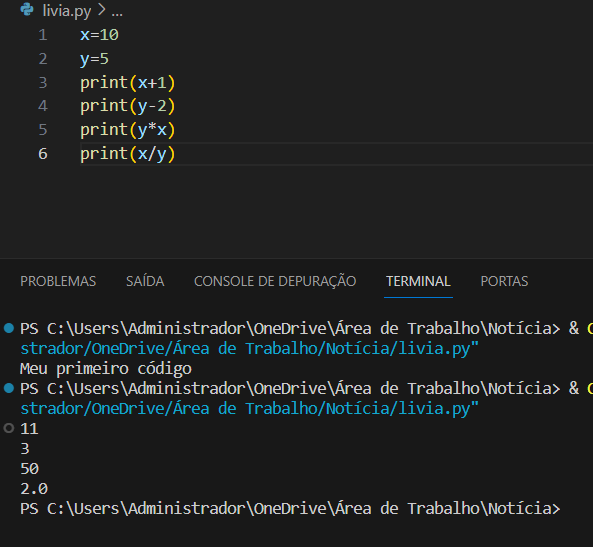 livia.py > ...
1 x=10
2 y=5
3 print(x+1)
4 print(y-2)
5 print(y*x)
6 print(x/y)
PROBLEMAS SAÍDA CONSOLE DE DEPURAÇÃO TERMINAL PORTAS
PS C:\Users\Administrador\OneDrive\Área de Trabalho\Notícia> & C
strador/OneDrive/Área de Trabalho/Notícia/livia.py"
Meu primeiro código
PS C:\Users\Administrador\OneDrive\Área de Trabalho\Notícia> & C
strador/OneDrive/Área de Trabalho/Notícia/livia.py"
11
3
50
2.0
PS C:\Users\Administrador\OneDrive\Área de Trabalho\Notícia>